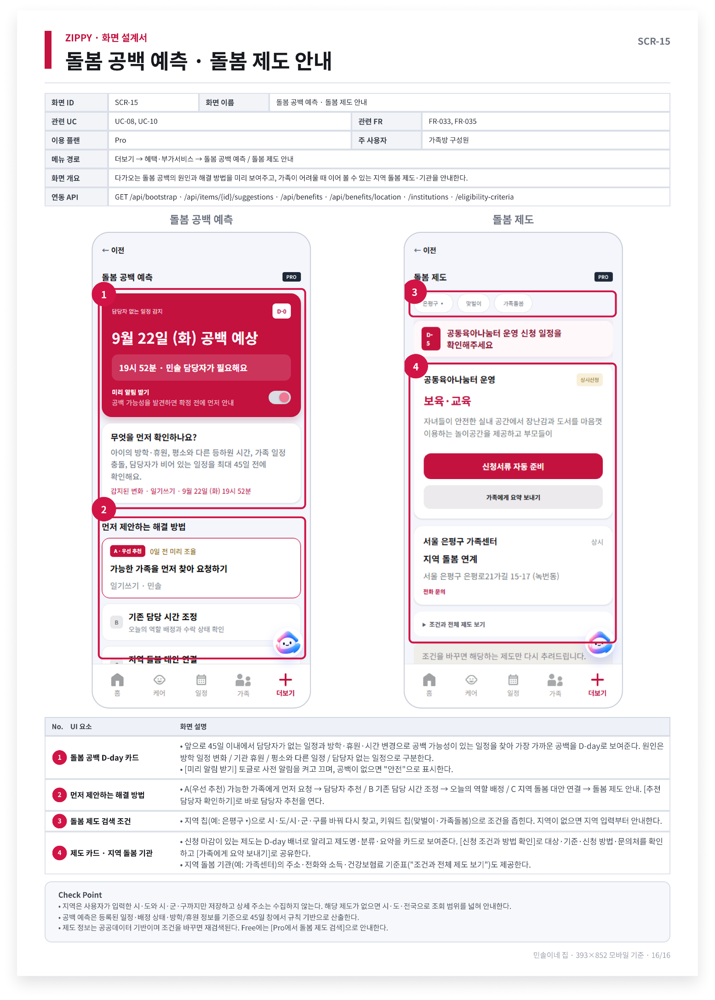 ZIPPY · 화면 설계서
SCR-15
돌봄 공백 예측 · 돌봄 제도 안내
화면 ID SCR-15 화면 이름 돌봄 공백 예측 · 돌봄 제도 안내
관련 UC UC-08, UC-10 관련 FR FR-033, FR-035
이용 플랜 Pro 주 사용자 가족방 구성원
메뉴 경로 더보기 → 혜택·부가서비스 → 돌봄 공백 예측 / 돌봄 제도 안내
화면 개요 다가오는 돌봄 공백의 원인과 해결 방법을 미리 보여주고, 가족이 어려울 때 이어 볼 수 있는 지역 돌봄 제도·기관을 안내한다.
연동 API GET /api/bootstrap · /api/items/{id}/suggestions · /api/benefits · /api/benefits/location · /institutions · /eligibility-criteria
돌봄 공백 예측
← 이전
돌봄 공백 예측 PRO
1
담당자 없는 일정 감지 D-0
9월 22일 (화) 공백 예상
19시 52분 · 민솔 담당자가 필요해요
미리 알림 받기
공백 가능성을 발견하면 확정 전에 먼저 안내
무엇을 먼저 확인하나요?
아이의 방학·휴원, 평소와 다른 등하원 시간, 가족 일정
충돌, 담당자가 비어 있는 일정을 최대 45일 전에
확인해요.
감지된 변화 · 일기쓰기 · 9월 22일 (화) 19시 52분
2
먼저 제안하는 해결 방법
A · 우선 추천 0일 전 미리 조율
가능한 가족을 먼저 찾아 요청하기
일기쓰기 · 민솔
B 기존 담당 시간 조정
오늘의 역할 배정과 수락 상태 확인
지역 돌봄 대안 연결
홈 케어 일정 가족 더보기
돌봄 제도
← 이전
돌봄 제도 PRO
3
은평구 ▾ 맞벌이 가족돌봄
D-
5
공동육아나눔터 운영 신청 일정을
확인해주세요
4
공동육아나눔터 운영 상시신청
보육·교육
자녀들이 안전한 실내 공간에서 장난감과 도서를 마음껏
이용하는 놀이공간을 제공하고 부모들이
신청서류 자동 준비
가족에게 요약 보내기
서울 은평구 가족센터 상시
지역 돌봄 연계
서울 은평구 은평로21가길 15-17 (녹번동)
전화 문의
▶ 조건과 전체 제도 보기
조건을 바꾸면 해당하는 제도만 다시 추려드립니다.
홈 케어 일정 가족 더보기
No. UI 요소 화면 설명
1 돌봄 공백 D-day 카드
• 앞으로 45일 이내에서 담당자가 없는 일정과 방학·휴원·시간 변경으로 공백 가능성이 있는 일정을 찾아 가장 가까운 공백을 D-day로 보여준다. 원인은
방학 일정 변화 / 기관 휴원 / 평소와 다른 일정 / 담당자 없는 일정으로 구분한다.
• [미리 알림 받기] 토글로 사전 알림을 켜고 끄며, 공백이 없으면 "안전"으로 표시한다.
2 먼저 제안하는 해결 방법
• A(우선 추천) 가능한 가족에게 먼저 요청 → 담당자 추천 / B 기존 담당 시간 조정 → 오늘의 역할 배정 / C 지역 돌봄 대안 연결 → 돌봄 제도 안내. [추천
담당자 확인하기]로 바로 담당자 추천을 연다.
3 돌봄 제도 검색 조건
• 지역 칩(예: 은평구 ▾)으로 시·도/시·군·구를 바꿔 다시 찾고, 키워드 칩(맞벌이·가족돌봄)으로 조건을 좁힌다. 지역이 없으면 지역 입력부터 안내한다.
4 제도 카드 · 지역 돌봄 기관
• 신청 마감이 있는 제도는 D-day 배너로 알리고 제도명·분류·요약을 카드로 보여준다. [신청 조건과 방법 확인]로 대상·기준·신청 방법·문의처를 확인
하고 [가족에게 요약 보내기]로 공유한다.
• 지역 돌봄 기관(예: 가족센터)의 주소·전화와 소득·건강보험료 기준표("조건과 전체 제도 보기")도 제공한다.
Check Point
• 지역은 사용자가 입력한 시·도와 시·군·구까지만 저장하고 상세 주소는 수집하지 않는다. 해당 제도가 없으면 시·도·전국으로 조회 범위를 넓혀 안내한다.
• 공백 예측은 등록된 일정·배정 상태·방학/휴원 정보를 기준으로 45일 창에서 규칙 기반으로 산출한다.
• 제도 정보는 공공데이터 기반이며 조건을 바꾸면 재검색된다. Free에는 [Pro에서 돌봄 제도 검색]으로 안내한다.
민솔이네 집 · 393×852 모바일 기준 · 16/16